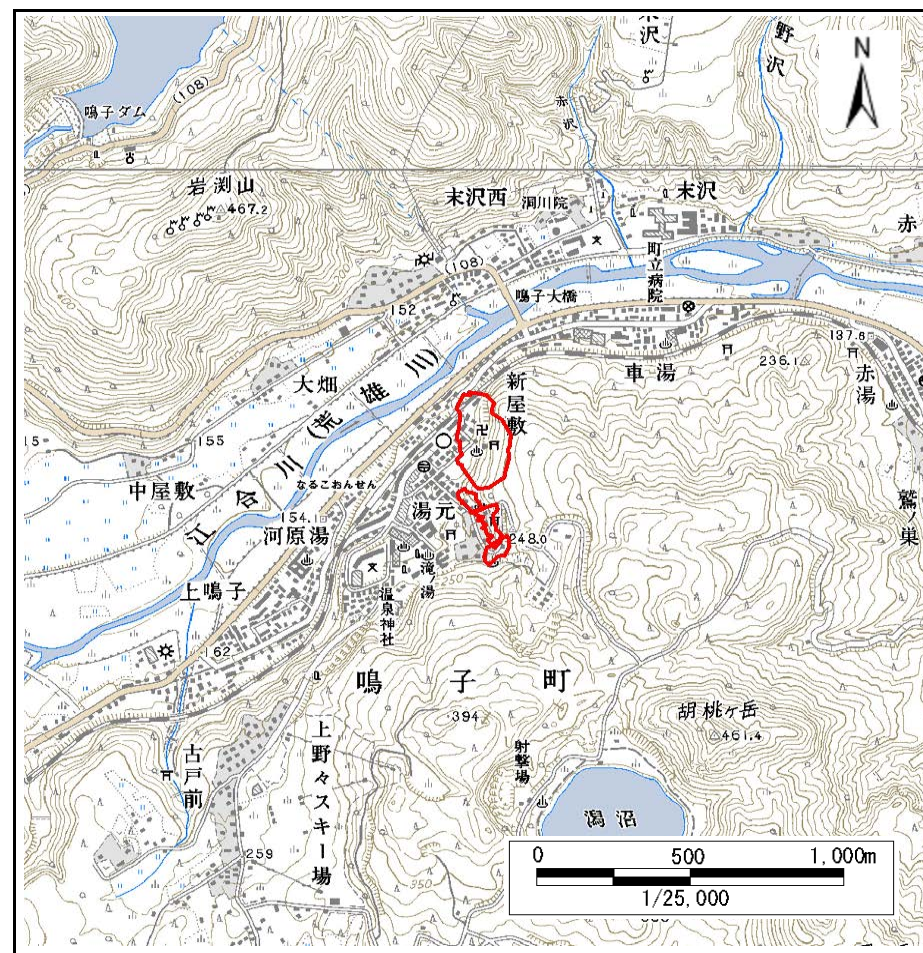 末沢
野沢
N
鳴子ダム
(108)
赤沢
岩渕山
467.2
末沢西
洞川院
末沢
赤
(108)
町立病院
鳴子大橋
152
137.6
大畑
新屋敷
車湯
236.1
赤湯
江合川(荒雄川)
155
15
中屋敷
なるこおんせん
湯元
154.1
河原湯
248.0
鷲ノ巣
滝ノ湯
250
上鳴子
温泉神社
162
鳴子町
胡桃ヶ岳
394
461.4
上野々スキー場
射撃場
古戸前
潟沼
259
350
0 500 1,000m
1/25,000